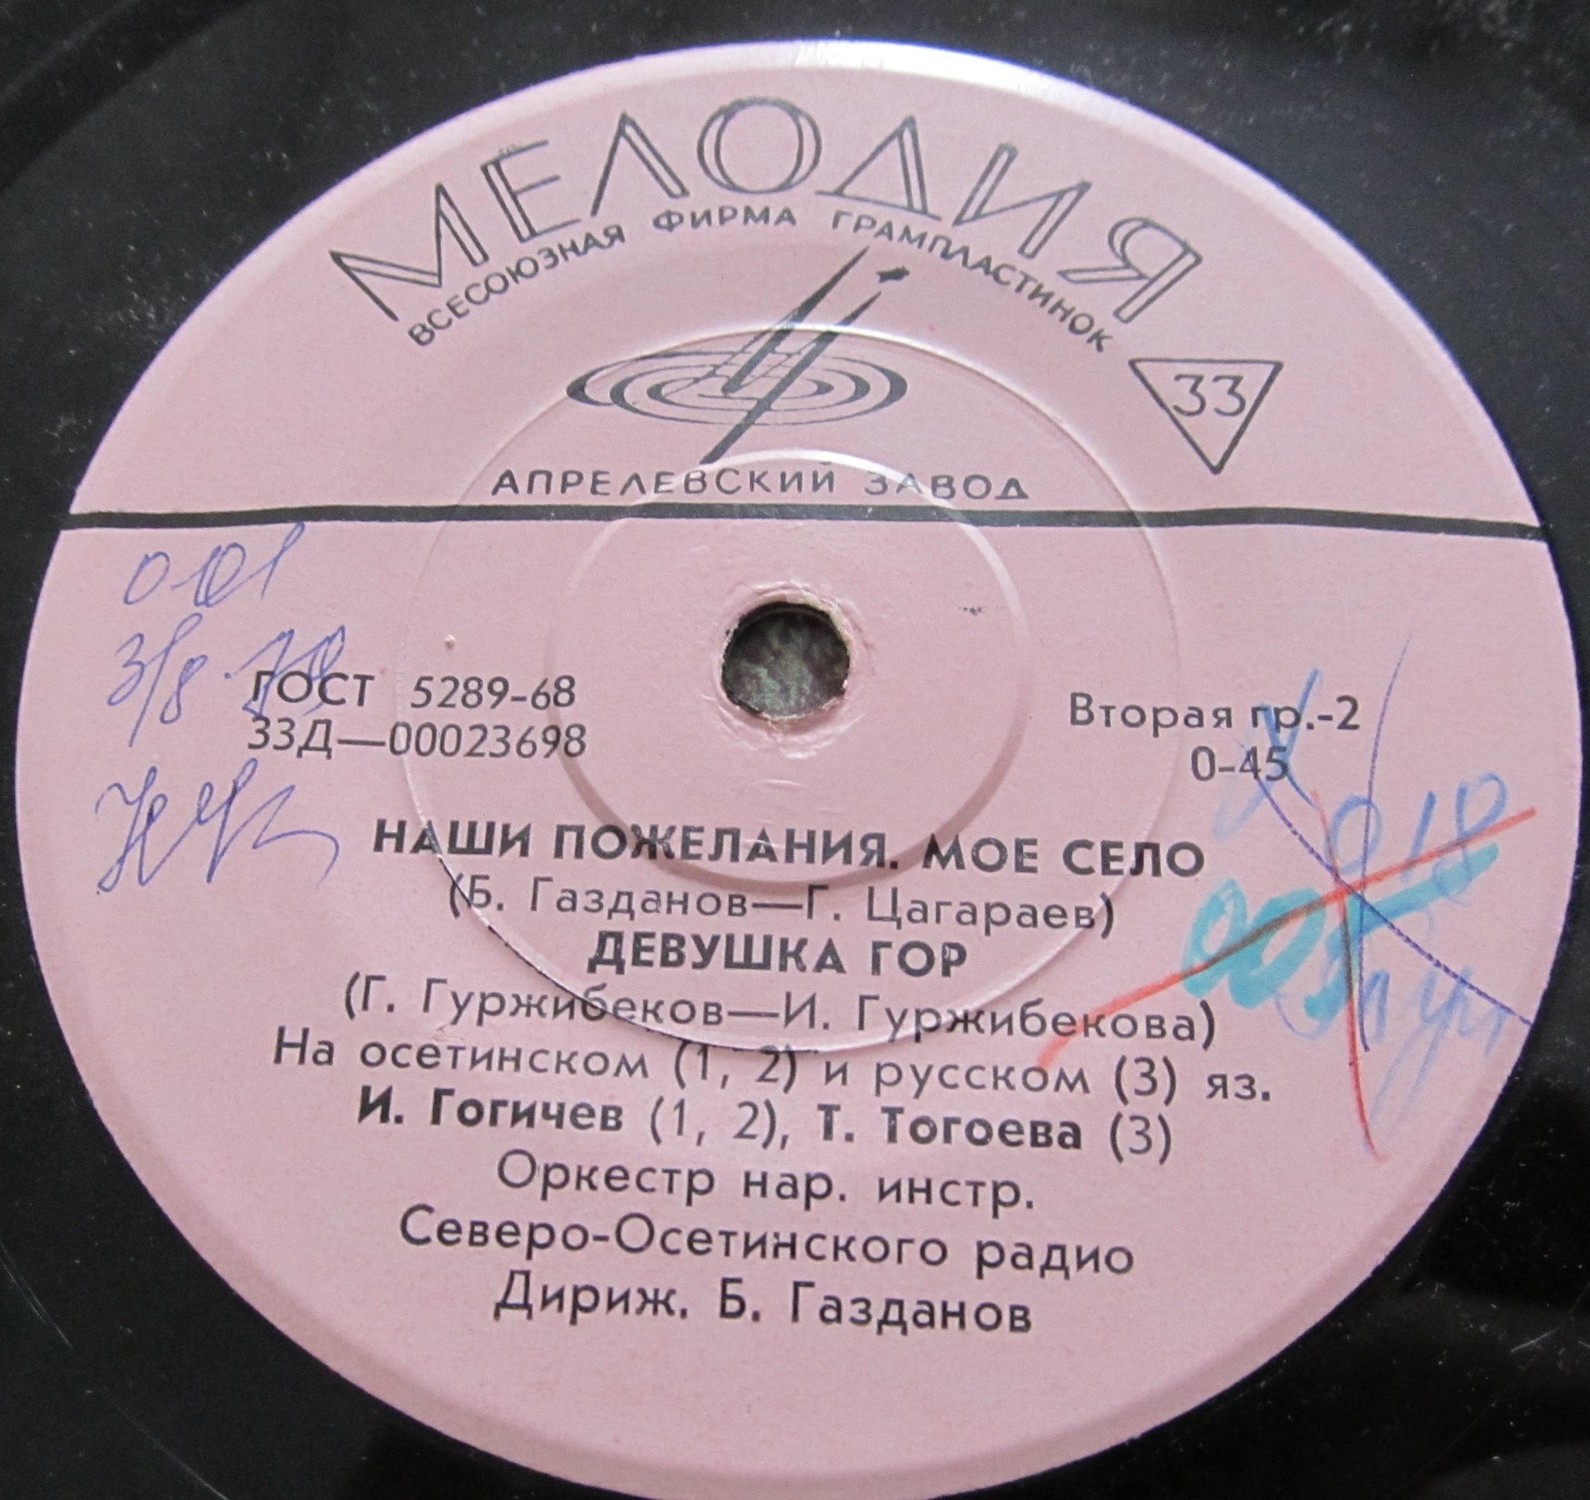 МЕЛОДИЯ
ВСЕСОЮЗНАЯ ФИРМА ГРАМПЛАСТИНОК
33
АПРЕЛЕВСКИЙ ЗАВОД
ГОСТ 5289-68
33Д—00023698
Вторая гр.-2
0-45
НАШИ ПОЖЕЛАНИЯ. МОЕ СЕЛО
(Б. Газданов—Г. Цагараев)
ДЕВУШКА ГОР
(Г. Гуржибеков—И. Гуржибекова)
На осетинском (1, 2) и русском (3) яз.
И. Гогичев (1, 2), Т. Тогоева (3)
Оркестр нар. инстр.
Северо-Осетинского радио
Дириж. Б. Газданов